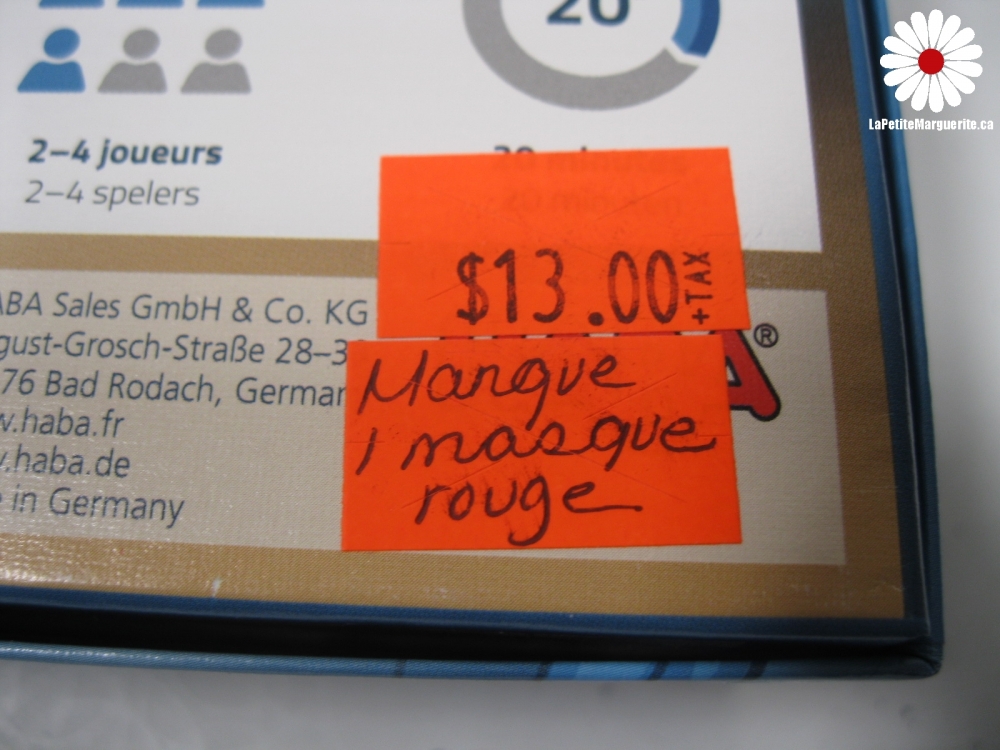 20
LaPetiteMarguerite.ca
2–4 joueurs
2–4 spelers
$13.00 +TAX
ABA Sales GmbH & Co. KG
gust-Grosch-Straße 28–3
76 Bad Rodach, German
w.haba.fr
.haba.de
in Germany
A®
Manque
1 masque
rouge